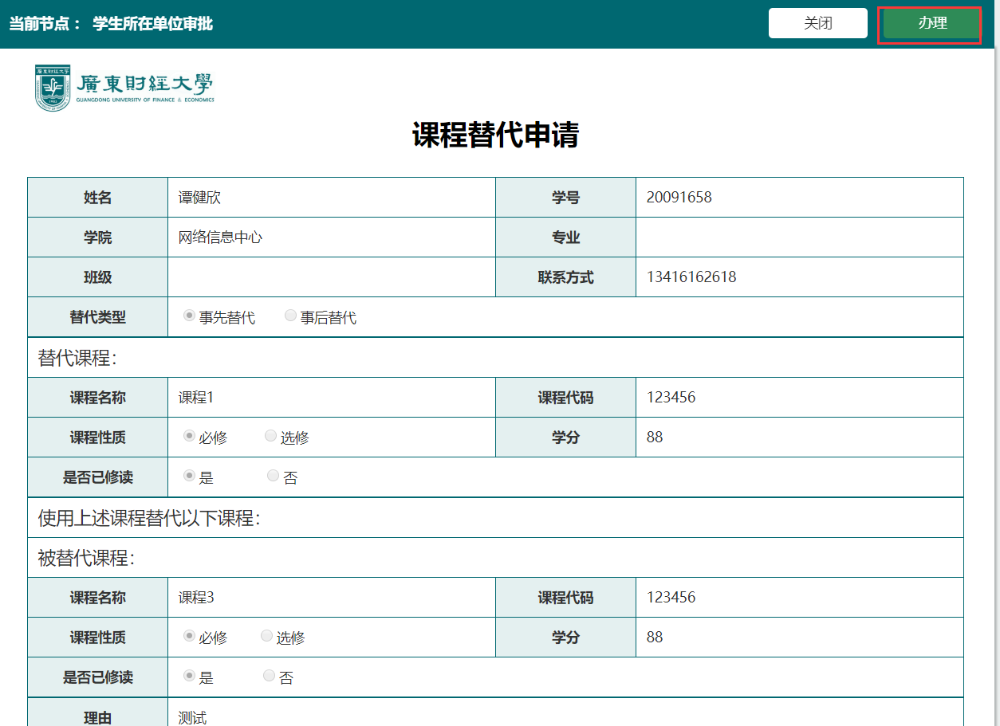 当前节点： 学生所在单位审批 关闭 办理
廣東財經大學
廣東財經大學
GUANGDONG UNIVERSITY OF FINANCE & ECONOMICS
课程替代申请
姓名 谭健欣 学号 20091658
学院 网络信息中心 专业
班级 联系方式 13416162618
替代类型 事先替代 事后替代
替代课程：
课程名称 课程1 课程代码 123456
课程性质 必修 选修 学分 88
是否已修读 是 否
使用上述课程替代以下课程：
被替代课程：
课程名称 课程3 课程代码 123456
课程性质 必修 选修 学分 88
是否已修读 是 否
理由 测试